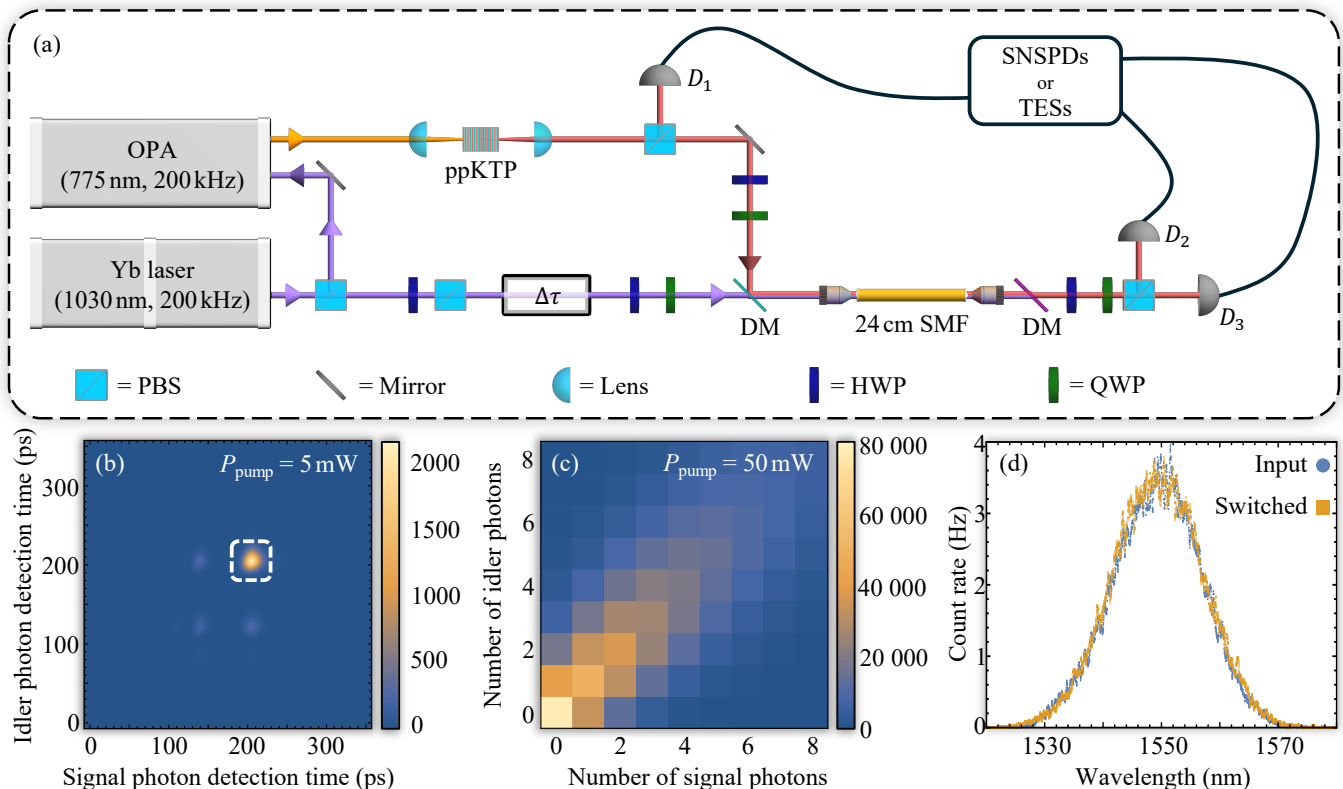 (a)
OPA
(775 nm, 200 kHz)
ppKTP
D₁
SNSPDs
or
TESs
Yb laser
(1030 nm, 200 kHz)
Δτ
DM
24 cm SMF
DM
D₂
D₃
= PBS
= Mirror
= Lens
= HWP
= QWP
(b)
P_pump = 5 mW
Idler photon detection time (ps)
300
200
100
0
0 100 200 300
Signal photon detection time (ps)
2000
1500
1000
500
0
(c)
P_pump = 50 mW
Number of idler photons
8
6
4
2
0
0 2 4 6 8
Number of signal photons
80 000
60 000
40 000
20 000
0
(d)
Input
Switched
Count rate (Hz)
4
3
2
1
0
1530 1550 1570
Wavelength (nm)